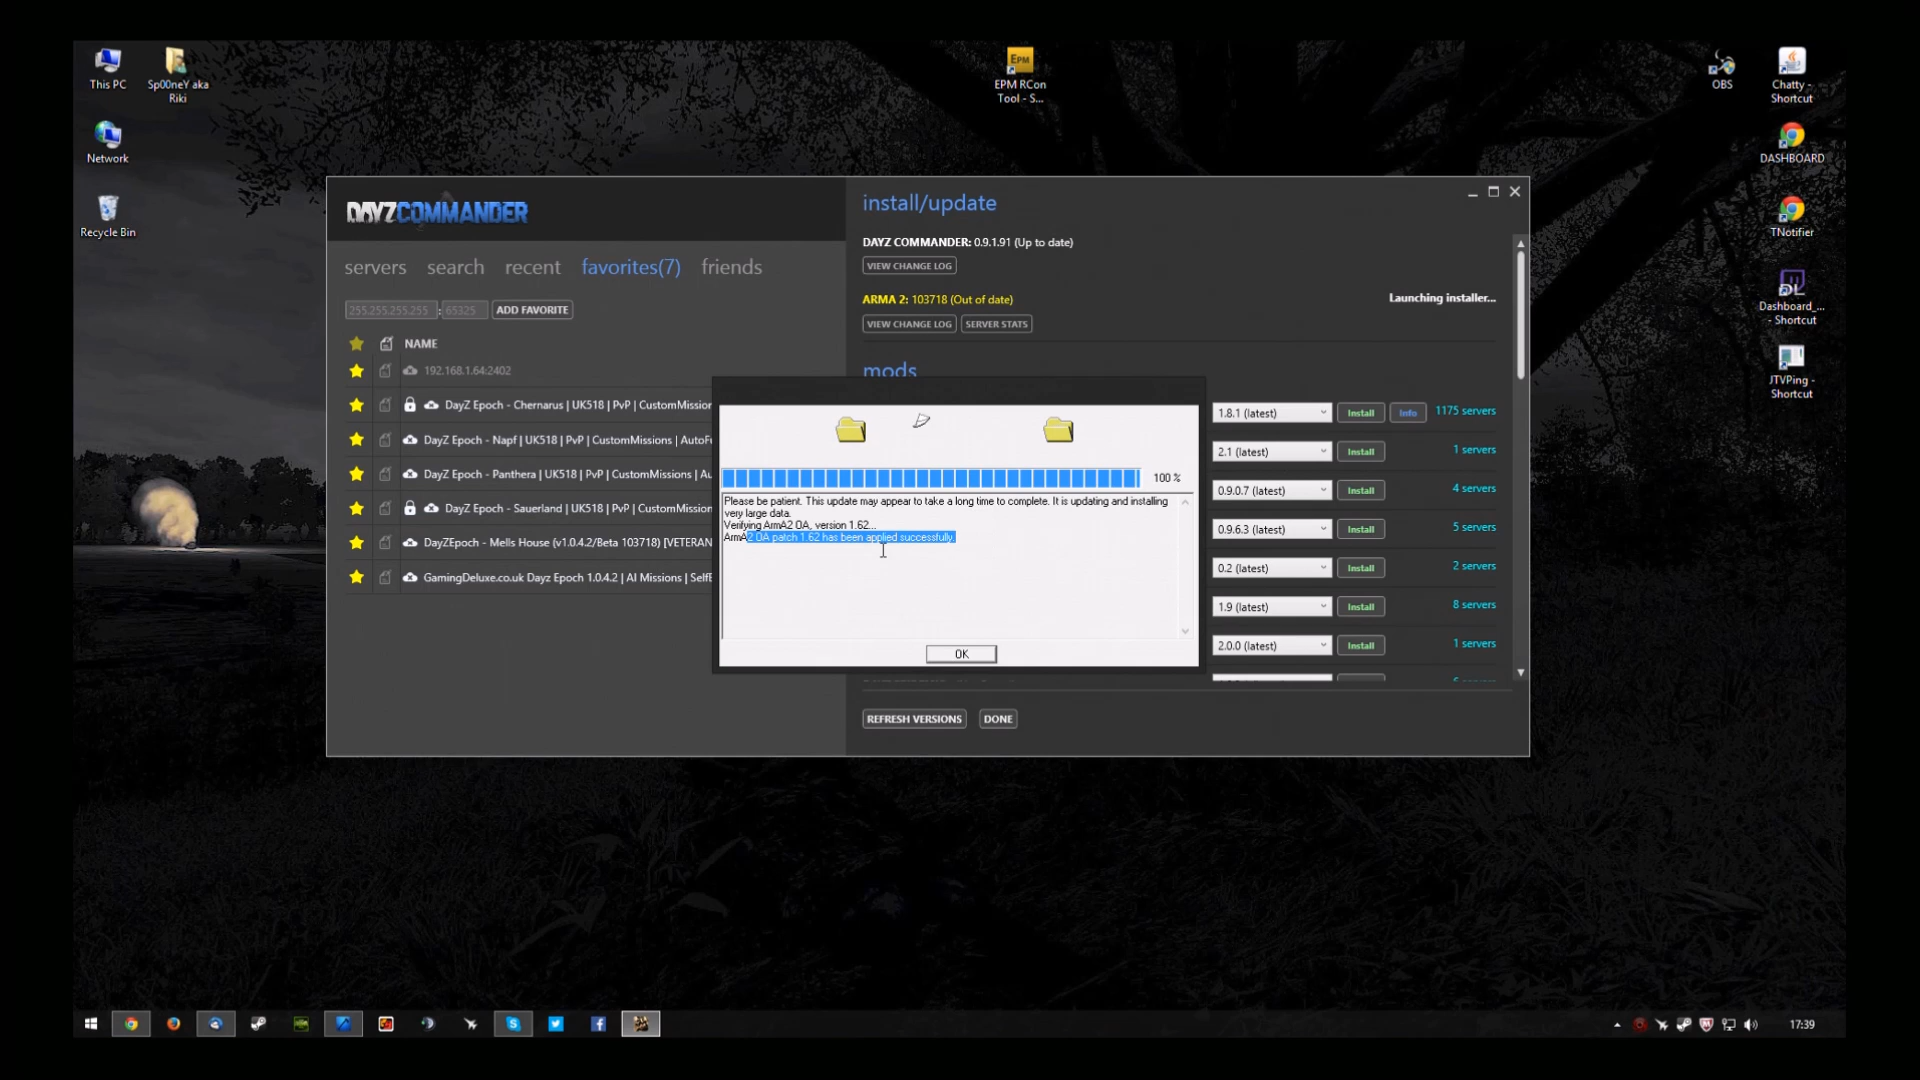 This PC
Sp00neY aka
Riki
EPM
EPM RCon
Tool - S...
OBS
Chatty -
Shortcut
Network
DASHBOARD
Recycle Bin
TNotifier
DL
Dashboard_...
- Shortcut
JTVPing -
Shortcut
DAYZCOMMANDER
servers search recent favorites(7) friends
255.255.255.255 : 65325 ADD FAVORITE
NAME
192.168.1.64:2402
DayZ Epoch - Chernarus | UK518 | PvP | CustomMission
DayZ Epoch - Napf | UK518 | PvP | CustomMissions | AutoFu
DayZ Epoch - Panthera | UK518 | PvP | CustomMissions | Au
DayZ Epoch - Sauerland | UK518 | PvP | CustomMission
DayZEpoch - Mells House (v1.0.4.2/Beta 103718) [VETERAN
GamingDeluxe.co.uk Dayz Epoch 1.0.4.2 | AI Missions | SelfB
install/update
DAYZ COMMANDER: 0.9.1.91 (Up to date)
VIEW CHANGE LOG
ARMA 2: 103718 (Out of date)
Launching installer...
VIEW CHANGE LOG SERVER STATS
mods
1.8.1 (latest) Install Info 1175 servers
2.1 (latest) Install 1 servers
0.9.0.7 (latest) Install 4 servers
0.9.6.3 (latest) Install 5 servers
0.2 (latest) Install 2 servers
1.9 (latest) Install 8 servers
2.0.0 (latest) Install 1 servers
100 %
Please be patient. This update may appear to take a long time to complete. It is updating and installing
very large data.
Verifying ArmA2 OA, version 1.62...
ArmA2 OA patch 1.62 has been applied successfully.
OK
REFRESH VERSIONS DONE
17:39